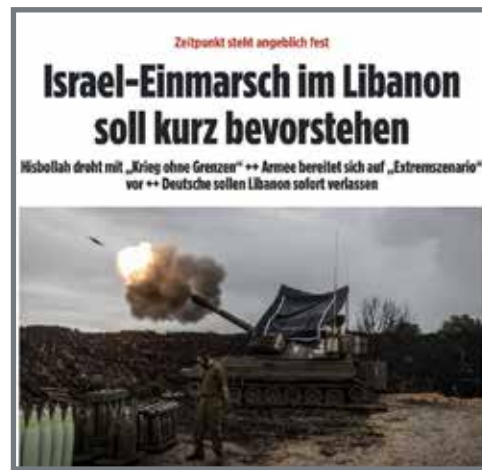 Zeitpunkt steht angeblich fest
Israel-Einmarsch im Libanon
soll kurz bevorstehen
Hisbollah droht mit „Krieg ohne Grenzen“ ++ Armee bereitet sich auf „Extremszenario“
vor ++ Deutsche sollen Libanon sofort verlassen